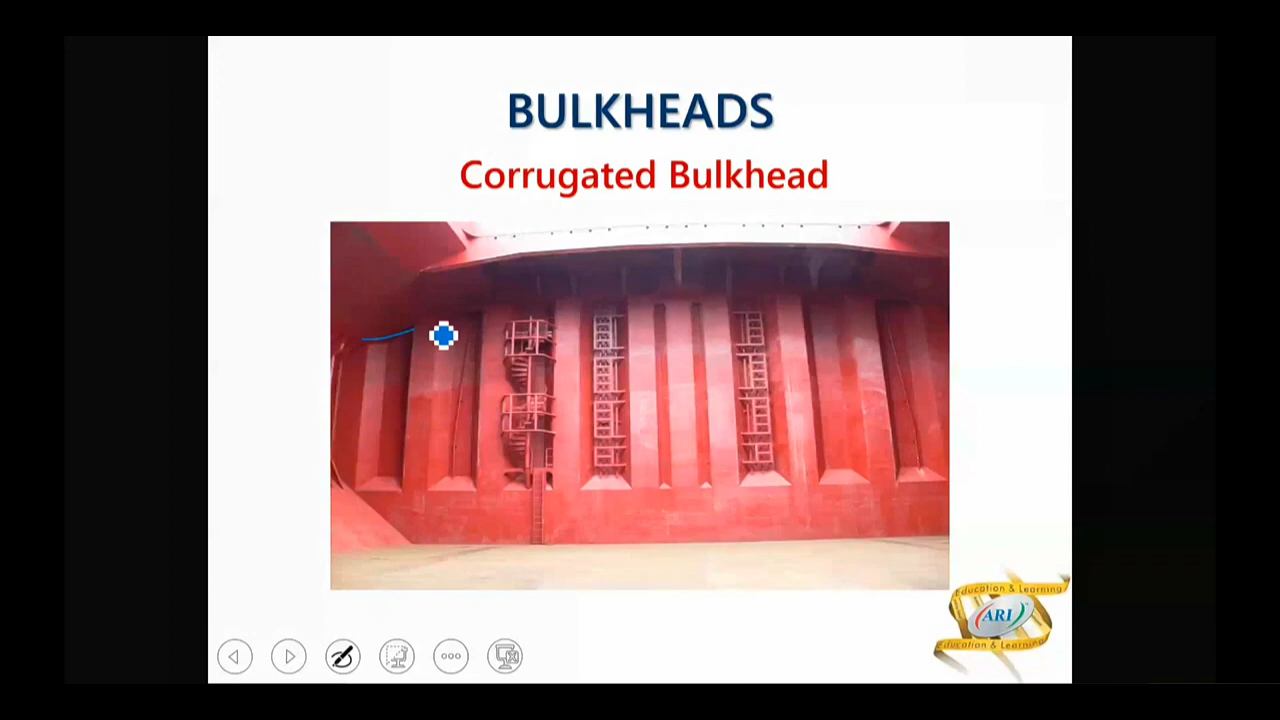 BULKHEADS
Corrugated Bulkhead
Education & Learning
ARI
Education & Learning